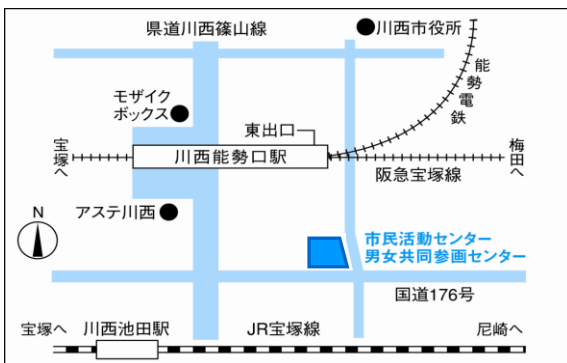 県道川西篠山線
川西市役所
能勢電鉄
モザイク
ボックス
東出口
宝塚へ
川西能勢口駅
梅田へ
阪急宝塚線
アステ川西
N
市民活動センター
男女共同参画センター
国道176号
宝塚へ
川西池田駅
JR宝塚線
尼崎へ